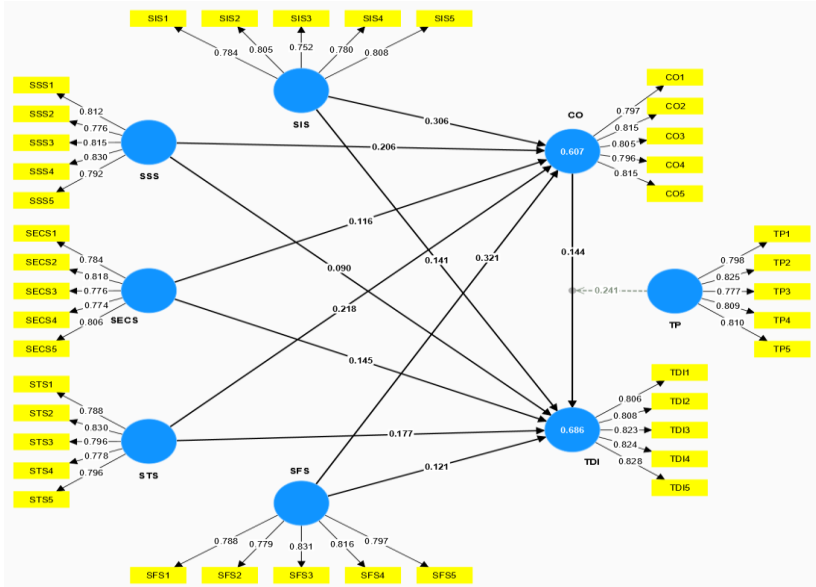 SIS1 SIS2 SIS3 SIS4 SIS5
0.784 0.805 0.752 0.780 0.808
SIS
SSS1
SSS2
SSS3
SSS4
SSS5
0.812
0.776
0.815
0.830
0.792
SSS
SECS1
SECS2
SECS3
SECS4
SECS5
0.784
0.818
0.776
0.774
0.806
SECS
STS1
STS2
STS3
STS4
STS5
0.788
0.830
0.796
0.778
0.796
STS
SFS
0.788 0.779 0.831 0.816 0.797
SFS1 SFS2 SFS3 SFS4 SFS5
0.306
0.206
0.116
0.090
0.141
0.321
0.218
0.145
0.177
0.121
0.144
0.241
CO
0.607
0.797
0.815
0.805
0.796
0.815
CO1
CO2
CO3
CO4
CO5
TP
0.798
0.825
0.777
0.809
0.810
TP1
TP2
TP3
TP4
TP5
0.686
TDI
0.806
0.808
0.823
0.824
0.828
TDI1
TDI2
TDI3
TDI4
TDI5